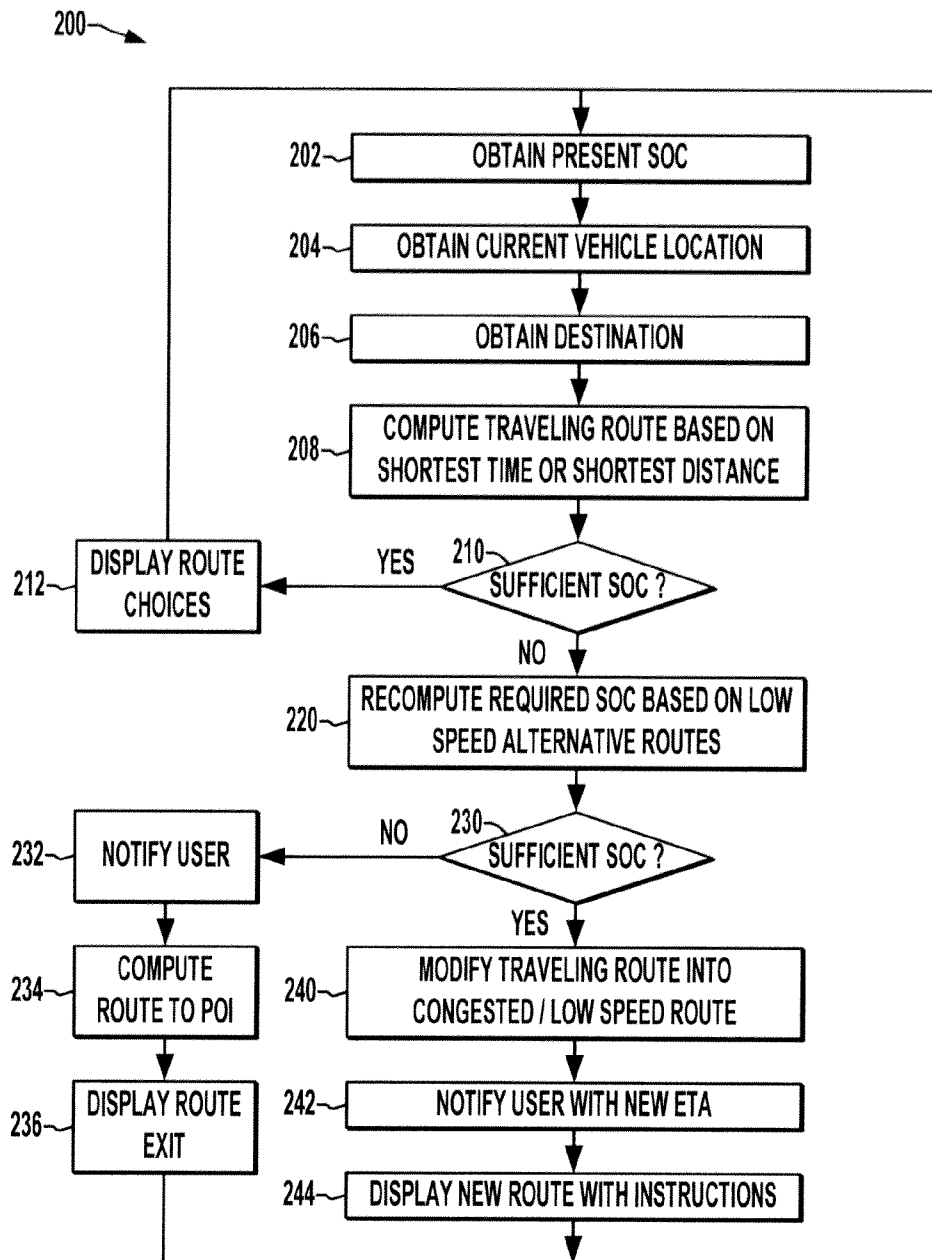 200
202
OBTAIN PRESENT SOC
204
OBTAIN CURRENT VEHICLE LOCATION
206
OBTAIN DESTINATION
208
COMPUTE TRAVELING ROUTE BASED ON
SHORTEST TIME OR SHORTEST DISTANCE
212
DISPLAY ROUTE
CHOICES
YES
210
SUFFICIENT SOC ?
NO
220
RECOMPUTE REQUIRED SOC BASED ON LOW
SPEED ALTERNATIVE ROUTES
232
NOTIFY USER
NO
230
SUFFICIENT SOC ?
YES
234
COMPUTE
ROUTE TO POI
240
MODIFY TRAVELING ROUTE INTO
CONGESTED / LOW SPEED ROUTE
236
DISPLAY ROUTE
EXIT
242
NOTIFY USER WITH NEW ETA
244
DISPLAY NEW ROUTE WITH INSTRUCTIONS